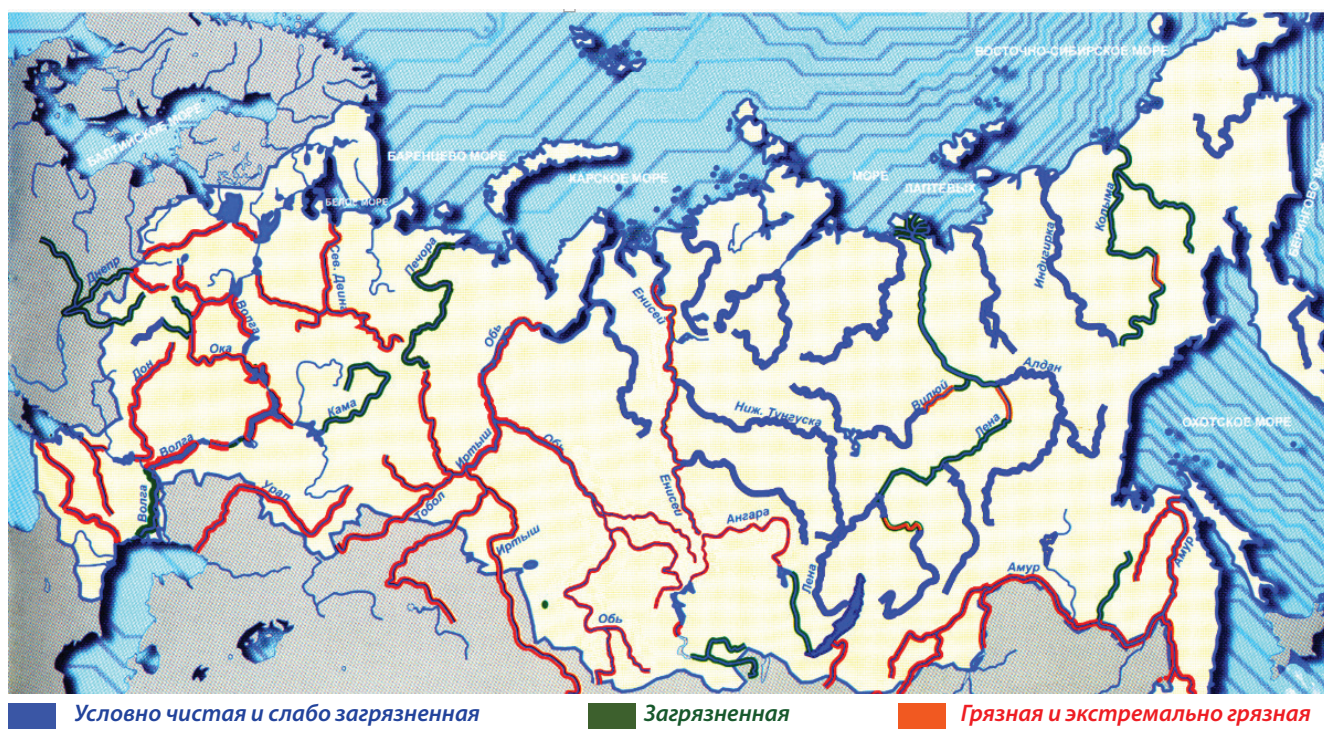 ВОСТОЧНО-СИБИРСКОЕ МОРЕ
БАЛТИЙСКОЕ МОРЕ
БАРЕНЦЕВО МОРЕ
КАРСКОЕ МОРЕ
МОРЕ
ЛАПТЕВЫХ
БЕРИНГОВО МОРЕ
БЕЛОЕ МОРЕ
Колыма
Индигирка
Печора
Сев. Двина
Днепр
Енисей
Волга
Обь
Ока
Дон
Алдан
Вилюй
Кама
Ниж. Тунгуска
Лена
ОХОТСКОЕ МОРЕ
Волга
Иртыш
Обь
Волга
Урал
Тобол
Енисей
Ангара
Иртыш
Лена
Амур
Амур
Обь
Условно чистая и слабо загрязненная
Загрязненная
Грязная и экстремально грязная